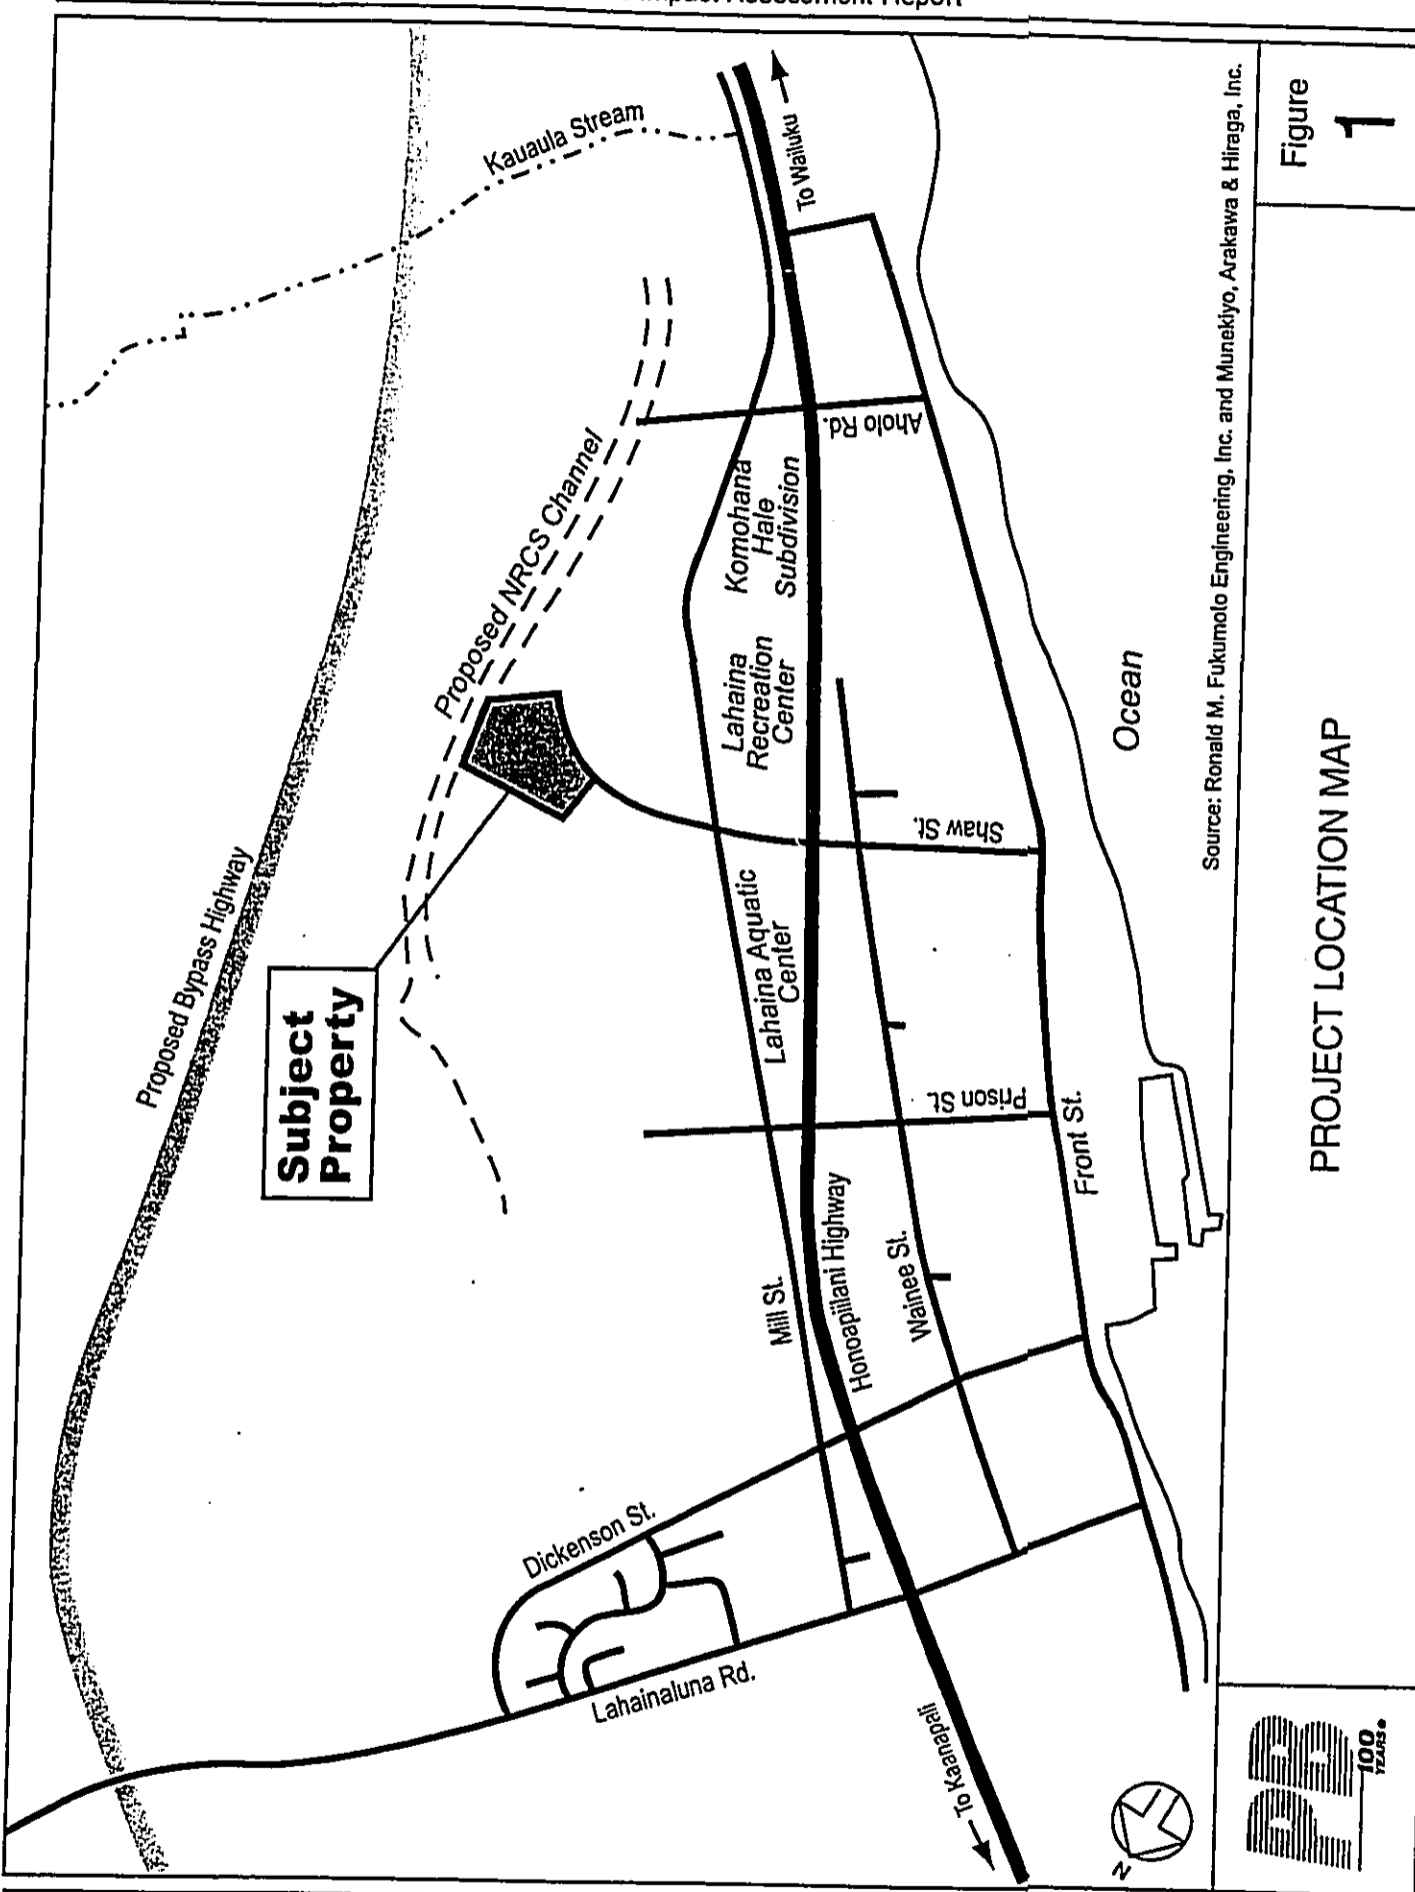 Impact Assessment Report
Kauaula Stream
To Wailuku
Proposed Bypass Highway
Proposed NRCS Channel
Subject
Property
Aholo Rd.
Komohana
Hale
Subdivision
Lahaina
Recreation
Center
Shaw St.
Lahaina Aquatic
Center
Prison St.
Front St.
Mill St.
Honoapiilani Highway
Wainee St.
Dickenson St.
Lahainaluna Rd.
To Kaanapali
Ocean
N
Source: Ronald M. Fukumoto Engineering, Inc. and Munekiyo, Arakawa & Hiraga, Inc.
PB
100
YEARS
PROJECT LOCATION MAP
Figure
1